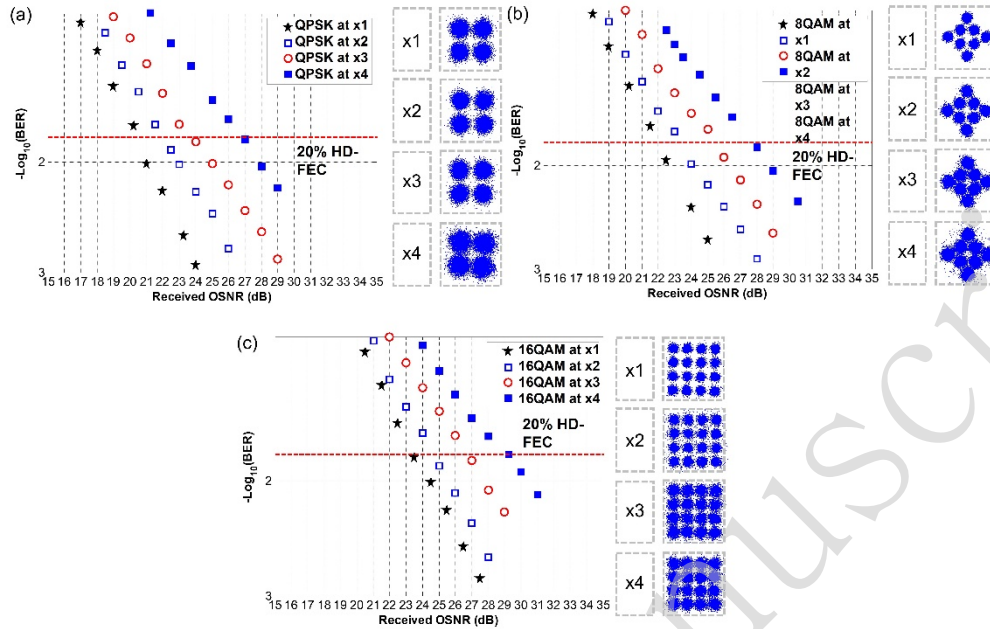 (a)
QPSK at x1
QPSK at x2
QPSK at x3
QPSK at x4
-Log10(BER)
20% HD-
FEC
2
3
15 16 17 18 19 20 21 22 23 24 25 26 27 28 29 30 31 32 33 34 35
Received OSNR (dB)
x1
x2
x3
x4
(b)
8QAM at
x1
8QAM at
x2
8QAM at
x3
8QAM at
x4
-Log10(BER)
20% HD-
FEC
2
3
15 16 17 18 19 20 21 22 23 24 25 26 27 28 29 30 31 32 33 34 35
Received OSNR (dB)
x1
x2
x3
x4
(c)
16QAM at x1
16QAM at x2
16QAM at x3
16QAM at x4
20% HD-
FEC
-Log10(BER)
2
3
15 16 17 18 19 20 21 22 23 24 25 26 27 28 29 30 31 32 33 34 35
Received OSNR (dB)
x1
x2
x3
x4
nuscr